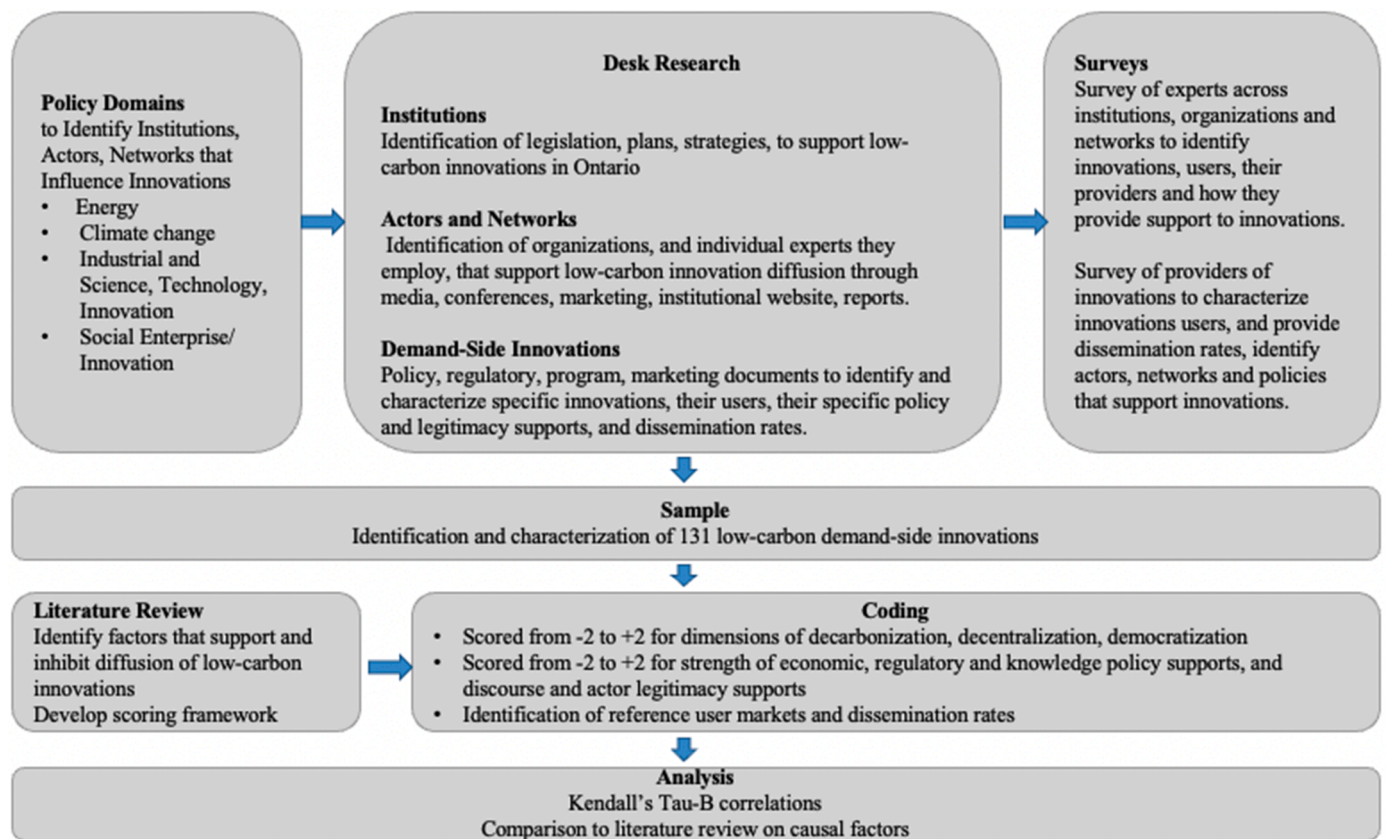 Policy Domains
to Identify Institutions,
Actors, Networks that
Influence Innovations
• Energy
• Climate change
• Industrial and
Science, Technology,
Innovation
• Social Enterprise/
Innovation
Desk Research
Institutions
Identification of legislation, plans, strategies, to support low-
carbon innovations in Ontario
Actors and Networks
Identification of organizations, and individual experts they
employ, that support low-carbon innovation diffusion through
media, conferences, marketing, institutional website, reports.
Demand-Side Innovations
Policy, regulatory, program, marketing documents to identify and
characterize specific innovations, their users, their specific policy
and legitimacy supports, and dissemination rates.
Surveys
Survey of experts across
institutions, organizations and
networks to identify
innovations, users, their
providers and how they
provide support to innovations.
Survey of providers of
innovations to characterize
innovations users, and provide
dissemination rates, identify
actors, networks and policies
that support innovations.
Sample
Identification and characterization of 131 low-carbon demand-side innovations
Literature Review
Identify factors that support and
inhibit diffusion of low-carbon
innovations
Develop scoring framework
Coding
• Scored from -2 to +2 for dimensions of decarbonization, decentralization, democratization
• Scored from -2 to +2 for strength of economic, regulatory and knowledge policy supports, and
discourse and actor legitimacy supports
• Identification of reference user markets and dissemination rates
Analysis
Kendall's Tau-B correlations
Comparison to literature review on causal factors